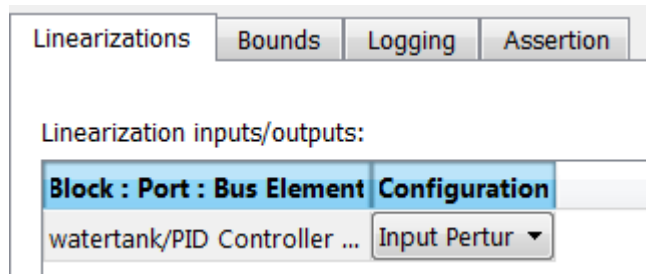 Linearizations Bounds Logging Assertion
Linearization inputs/outputs:
Block : Port : Bus Element Configuration
watertank/PID Controller ... Input Pertur